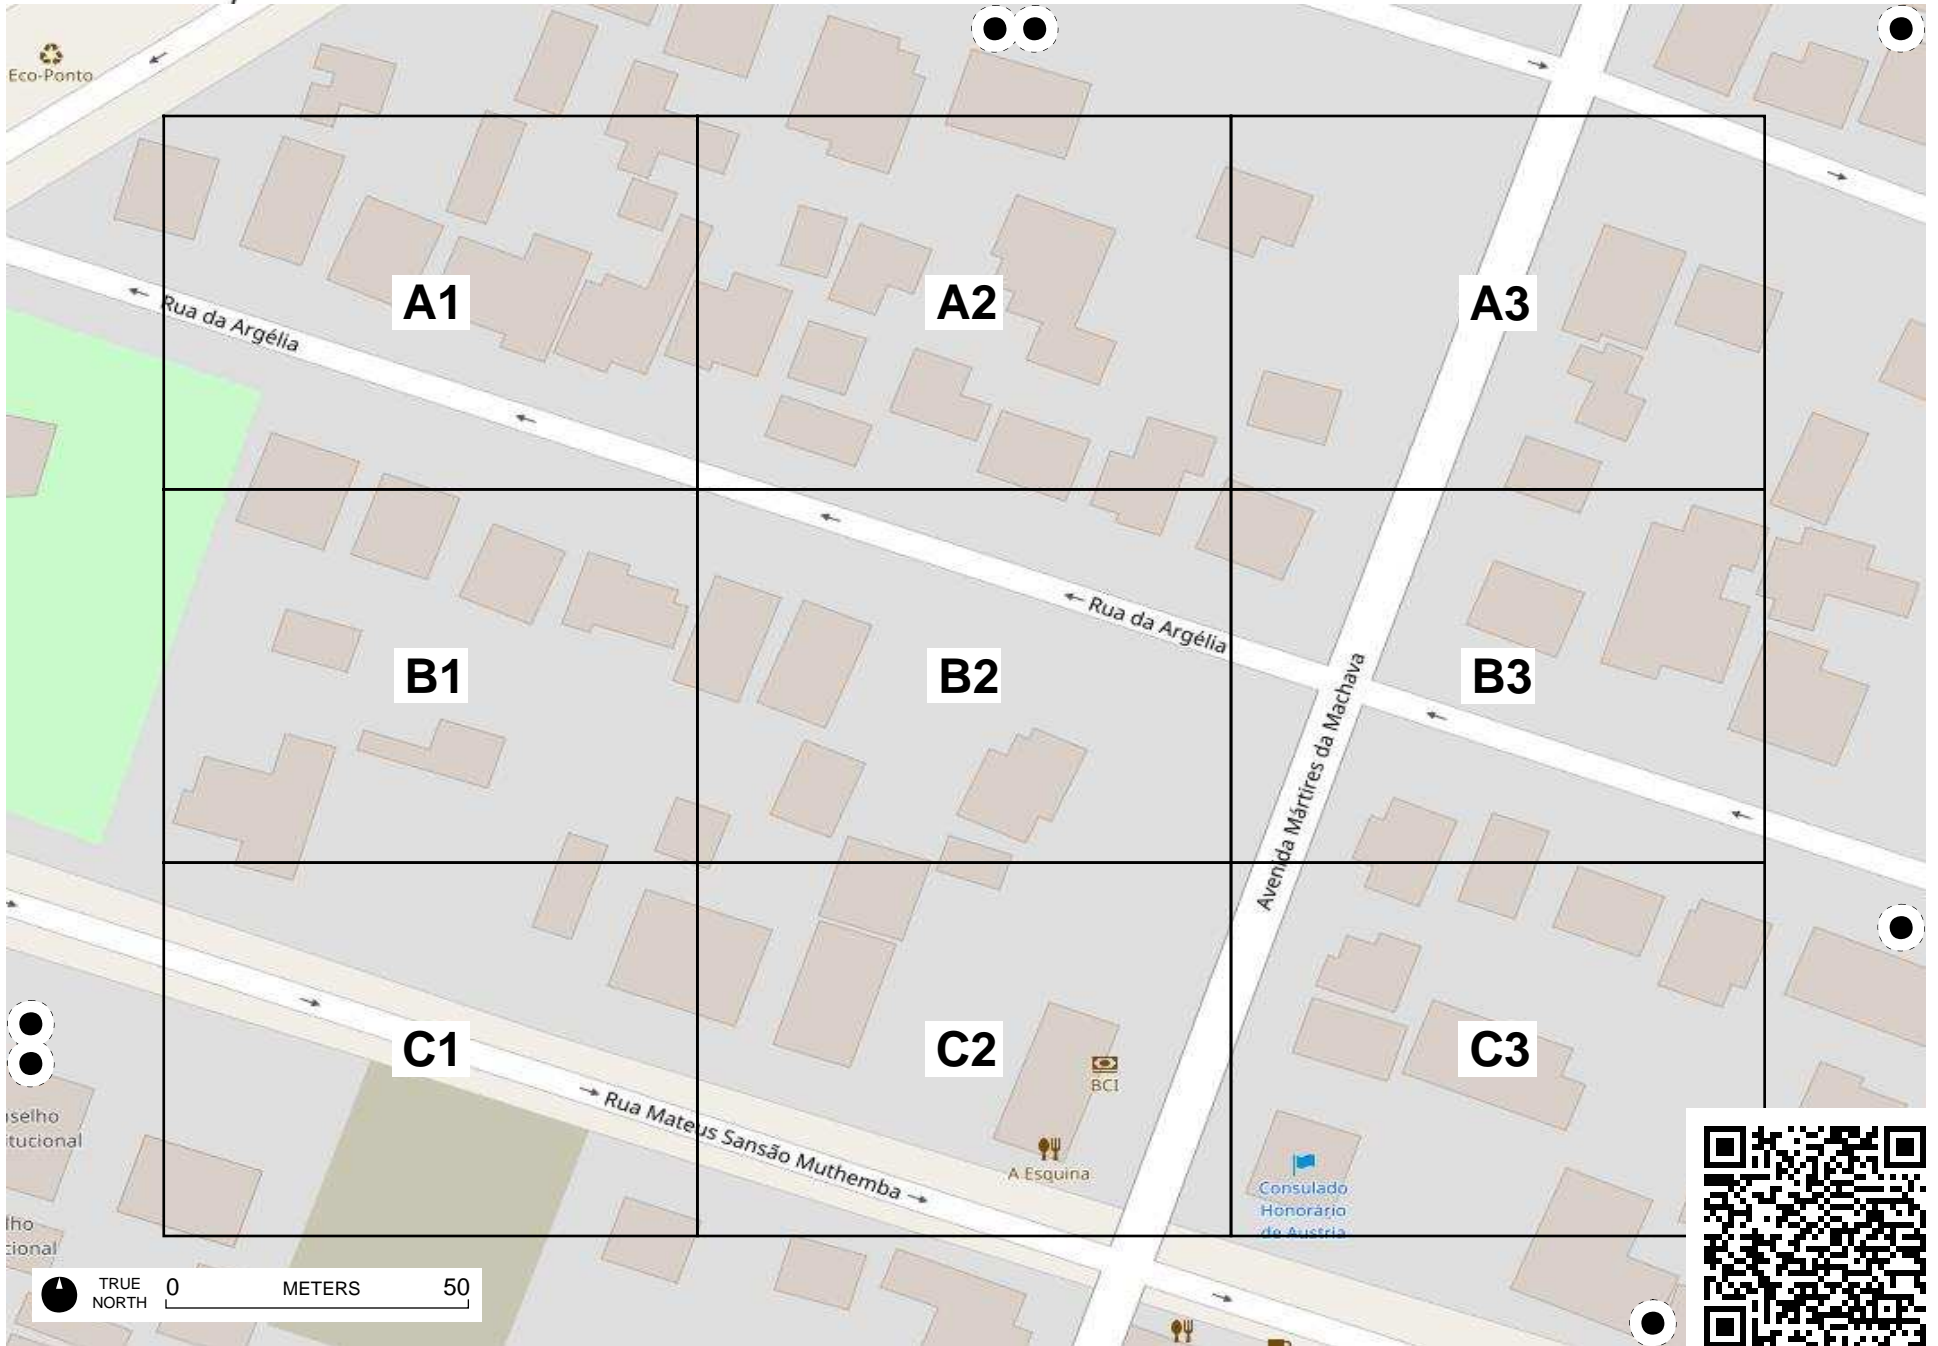 Eco-Ponto
A1
A2
A3
Rua da Argélia
B1
B2
B3
Rua da Argélia
Avenida Mártires da Machava
C1
C2
C3
BCI
Rua Mateus Sansão Muthemba
A Esquina
Consulado
Honorário
de Austria
TRUE
NORTH
0
METERS
50